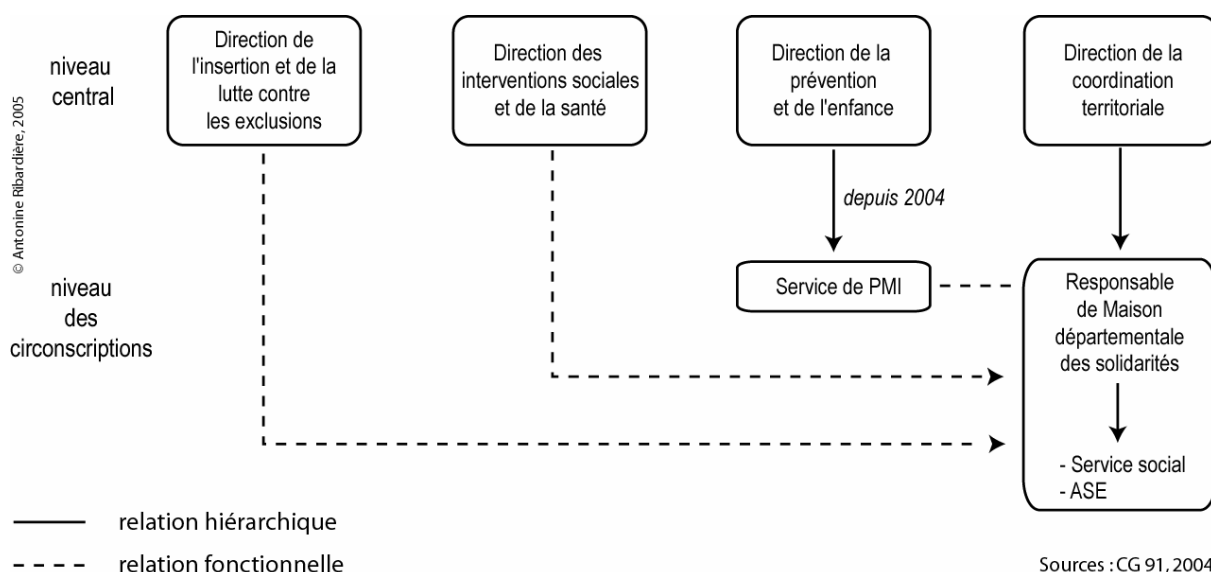 niveau
central
Direction de
l'insertion et de la
lutte contre
les exclusions
Direction des
interventions sociales
et de la santé
Direction de la
prévention
et de l'enfance
Direction de la
coordination
territoriale
© Antonine Ribardière, 2005
depuis 2004
niveau
des
circonscriptions
Service de PMI
Responsable
de Maison
départementale
des solidarités
- Service social
- ASE
relation hiérarchique
relation fonctionnelle
Sources : CG 91, 2004